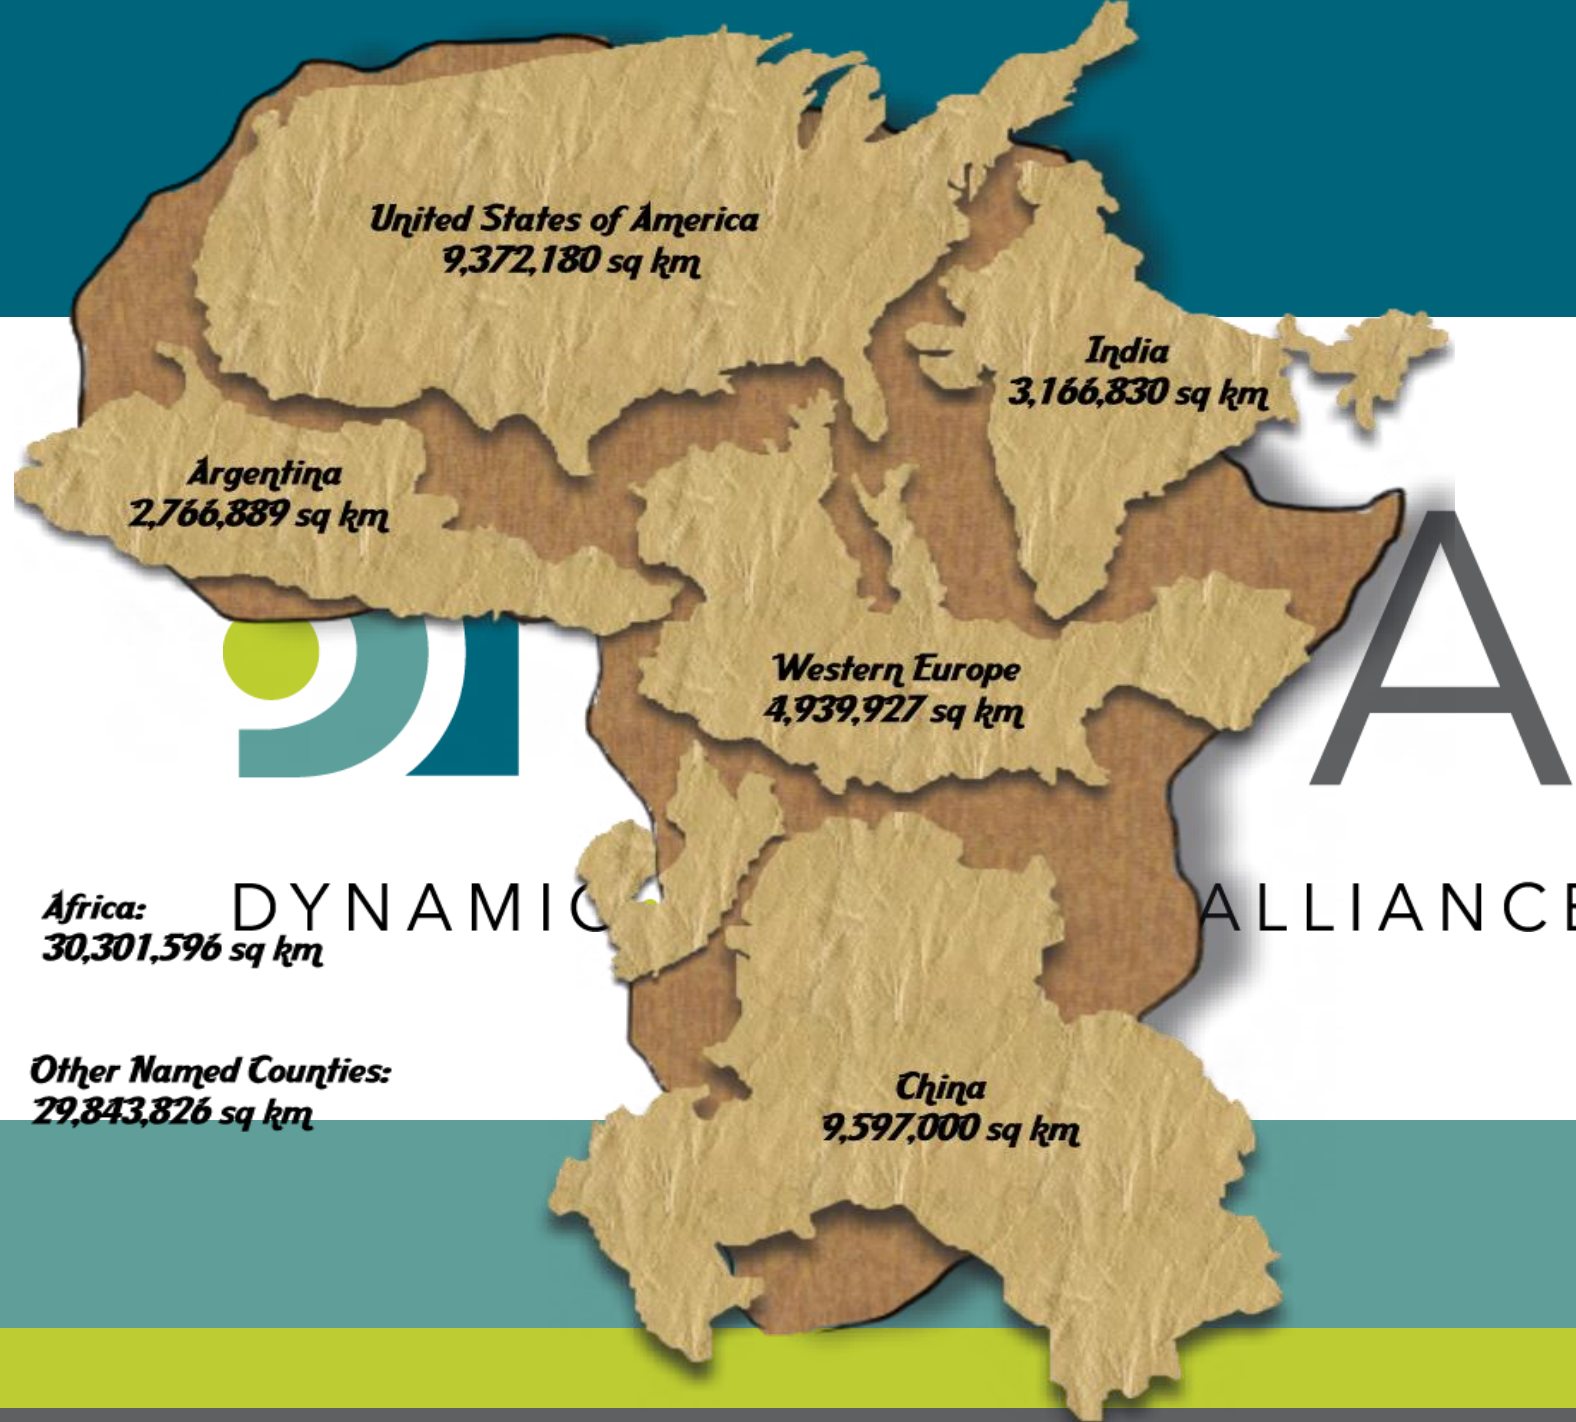 United States of America
9,372,180 sq km
India
3,166,830 sq km
Argentina
2,766,889 sq km
Western Europe
4,939,927 sq km
Africa:
30,301,596 sq km
DYNAMIC ALLIANCE
Other Named Counties:
29,843,826 sq km
China
9,597,000 sq km
A